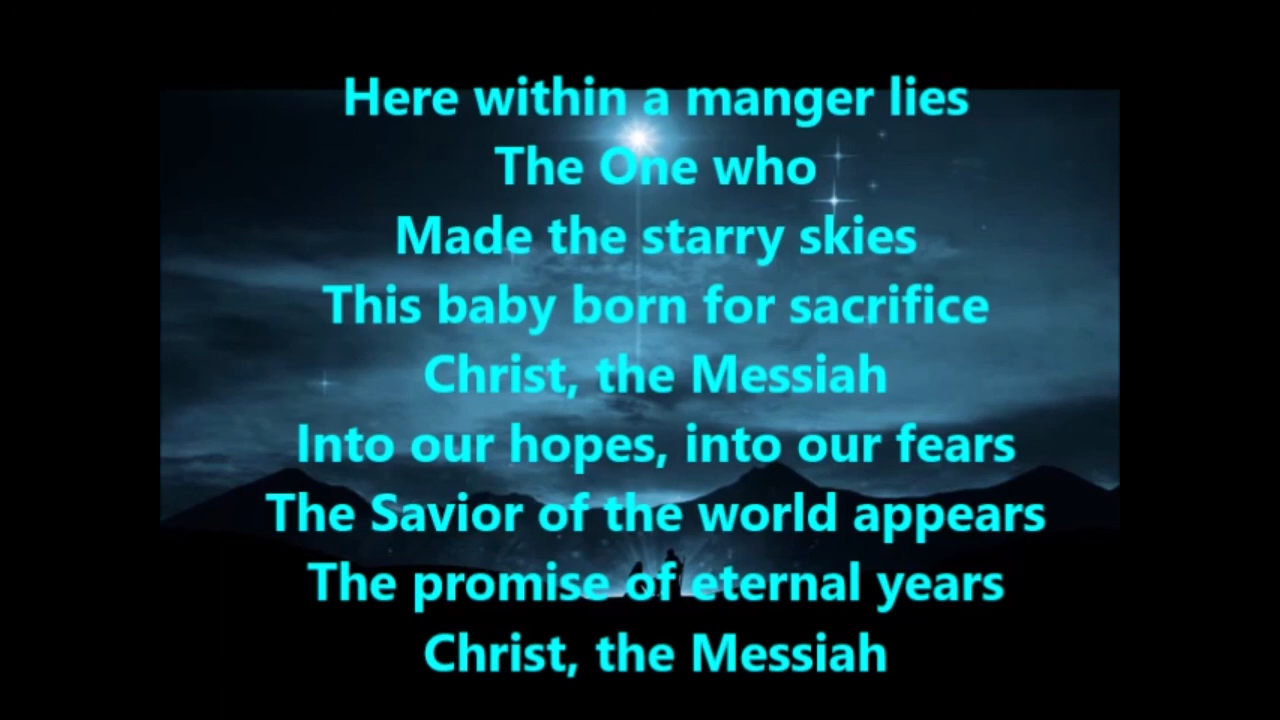 Here within a manger lies
The One who
Made the starry skies
This baby born for sacrifice
Christ, the Messiah
Into our hopes, into our fears
The Savior of the world appears
The promise of eternal years
Christ, the Messiah